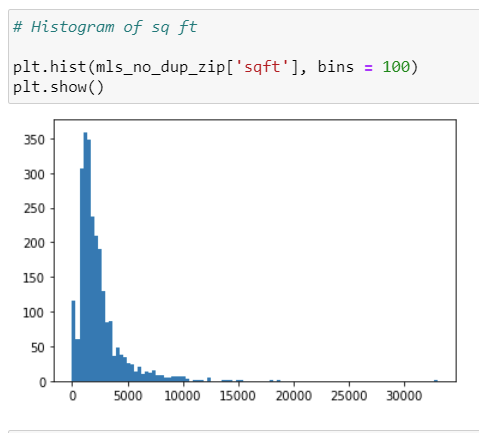 # Histogram of sq ft
plt.hist(mls_no_dup_zip['sqft'], bins = 100)
plt.show()
350
300
250
200
150
100
50
0
0 5000 10000 15000 20000 25000 30000